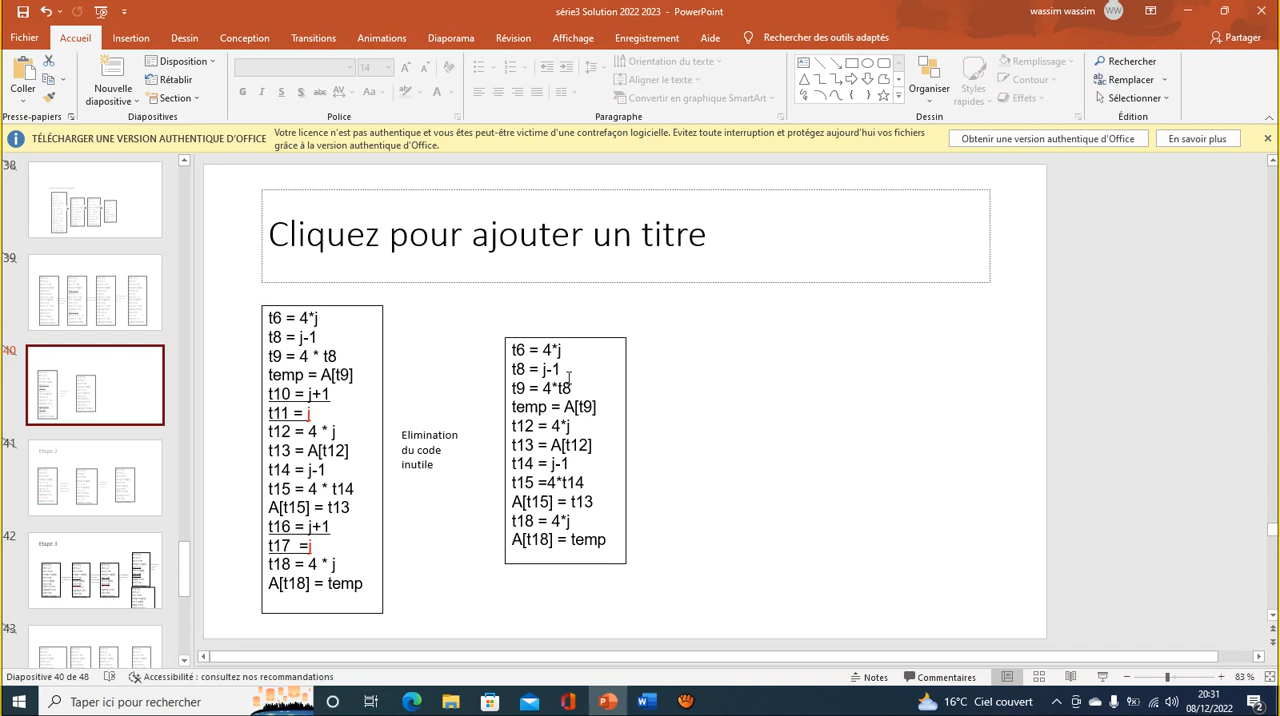 série3 Solution 2022 2023 - PowerPoint
wassim wassim
WW
Fichier Accueil Insertion Dessin Conception Transitions Animations Diaporama Révision Affichage Enregistrement Aide Rechercher des outils adaptés Partager
Coller
Presse-papiers
Nouvelle diapositive
Disposition
Rétablir
Section
Diapositives
14
G I S S abc AV
Aa A
Police
Orientation du texte
Aligner le texte
Convertir en graphique SmartArt
Paragraphe
Organiser
Styles rapides
Remplissage
Contour
Effets
Dessin
Rechercher
Remplacer
Sélectionner
Édition
TÉLÉCHARGER UNE VERSION AUTHENTIQUE D'OFFICE
Votre licence n'est pas authentique et vous êtes peut-être victime d'une contrefaçon logicielle. Evitez toute interruption et protégez aujourd'hui vos fichiers
grâce à la version authentique d'Office.
Obtenir une version authentique d'Office
En savoir plus
38
39
40
41
Etape 2
42
Etape 3
43
Cliquez pour ajouter un titre
t6 = 4*j
t8 = j-1
t9 = 4 * t8
temp = A[t9]
t10 = j+1
t11 = j
t12 = 4 * j
t13 = A[t12]
t14 = j-1
t15 = 4 * t14
A[t15] = t13
t16 = j+1
t17 =j
t18 = 4 * j
A[t18] = temp
Elimination
du code
inutile
t6 = 4*j
t8 = j-1
t9 = 4*t8
temp = A[t9]
t12 = 4*j
t13 = A[t12]
t14 = j-1
t15 =4*t14
A[t15] = t13
t18 = 4*j
A[t18] = temp
Diapositive 40 de 48 Accessibilité : consultez nos recommandations Notes Commentaires 83 %
Taper ici pour rechercher
16°C Ciel couvert
20:31
08/12/2022
2